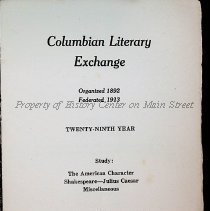 Columbian Literary
Exchange
Organized 1892
Federated 1913
Property of History Center on Main Street
TWENTY-NINTH YEAR
Study:
The American Character
Shakespeare—Julius Caesar
Miscellaneous